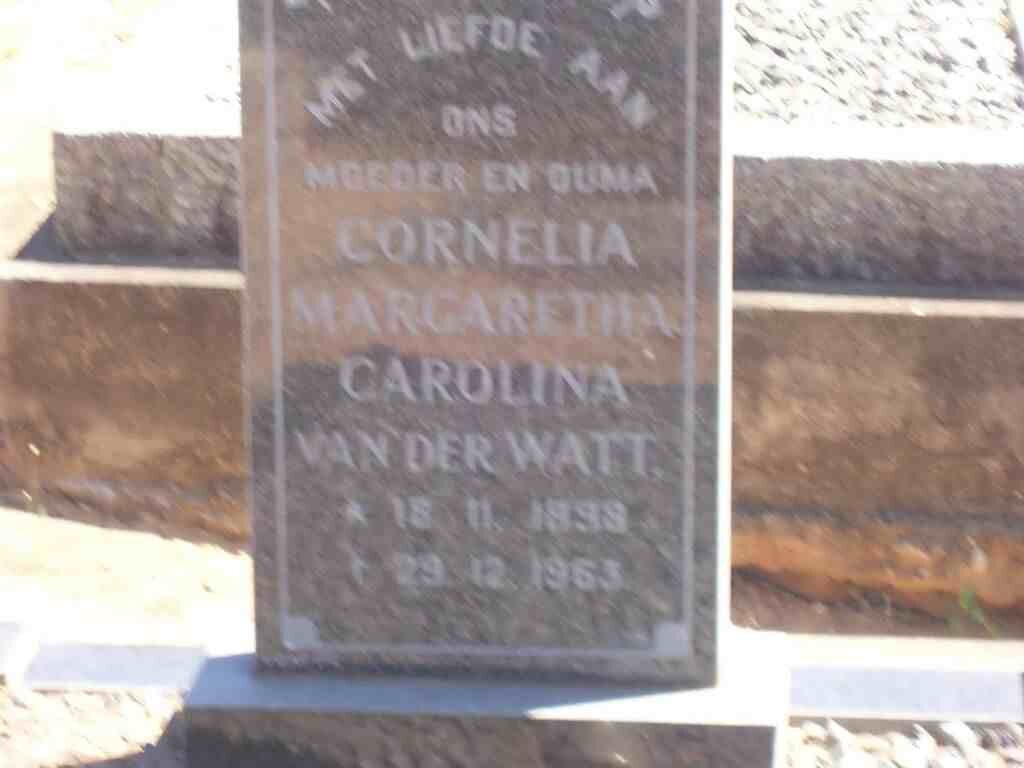 MET LIEFDE AAN
ONS
MOEDER EN OUMA
CORNELIA
MARGARETHA
CAROLINA
VAN DER WATT.
* 18 11. 1898
† 29 12 1963